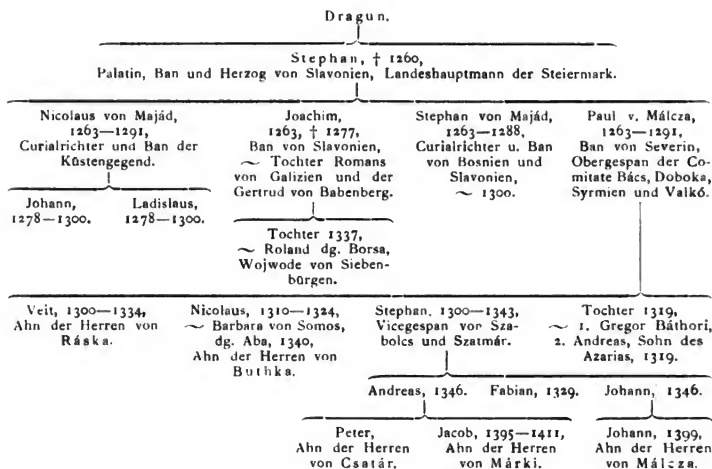 Dragun.
Stephan, † 1260,
Palatin, Ban und Herzog von Slavonien, Landeshauptmann der Steiermark.
Nicolaus von Majád,
1263—1291,
Curialrichter und Ban der
Küstengegend.
Joachim,
1263, † 1277,
Ban von Slavonien,
~ Tochter Romans
von Galizien und der
Gertrud von Babenberg.
Stephan von Majád,
1263—1288,
Curialrichter u. Ban
von Bosnien und
Slavonien,
~ 1300.
Paul v. Málcza,
1263—1291,
Ban von Severin,
Obergespan der Co-
mitate Bács, Doboka,
Syrmien und Valkó.
Johann,
1278—1300.
Ladislaus,
1278—1300.
Tochter 1337,
~ Roland dg. Borsa,
Wojwode von Sieben-
bürgen.
Veit, 1300—1334,
Ahn der Herren von
Ráska.
Nicolaus, 1310—1324,
~ Barbara von Somos,
dg. Aba, 1340,
Ahn der Herren von
Buthka.
Stephan, 1300—1343,
Vicegespan von Sza-
bolcs und Szatmár.
Tochter 1319,
~ 1. Gregor Báthori,
2. Andreas, Sohn des
Azarias, 1319.
Andreas, 1346.
Fabian, 1329.
Johann, 1346.
Peter,
Ahn der Herren
von Csatár.
Jacob, 1395—1411,
Ahn der Herren
von Márki.
Johann, 1399,
Ahn der Herren
von Málcza.